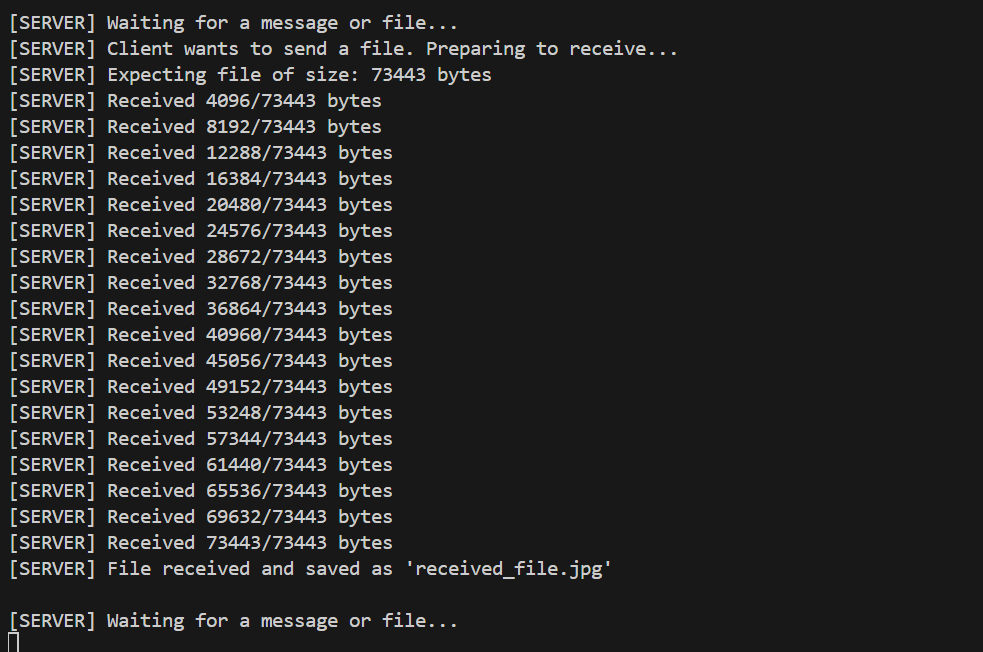 [SERVER] Waiting for a message or file...
[SERVER] Client wants to send a file. Preparing to receive...
[SERVER] Expecting file of size: 73443 bytes
[SERVER] Received 4096/73443 bytes
[SERVER] Received 8192/73443 bytes
[SERVER] Received 12288/73443 bytes
[SERVER] Received 16384/73443 bytes
[SERVER] Received 20480/73443 bytes
[SERVER] Received 24576/73443 bytes
[SERVER] Received 28672/73443 bytes
[SERVER] Received 32768/73443 bytes
[SERVER] Received 36864/73443 bytes
[SERVER] Received 40960/73443 bytes
[SERVER] Received 45056/73443 bytes
[SERVER] Received 49152/73443 bytes
[SERVER] Received 53248/73443 bytes
[SERVER] Received 57344/73443 bytes
[SERVER] Received 61440/73443 bytes
[SERVER] Received 65536/73443 bytes
[SERVER] Received 69632/73443 bytes
[SERVER] Received 73443/73443 bytes
[SERVER] File received and saved as 'received_file.jpg'
[SERVER] Waiting for a message or file...